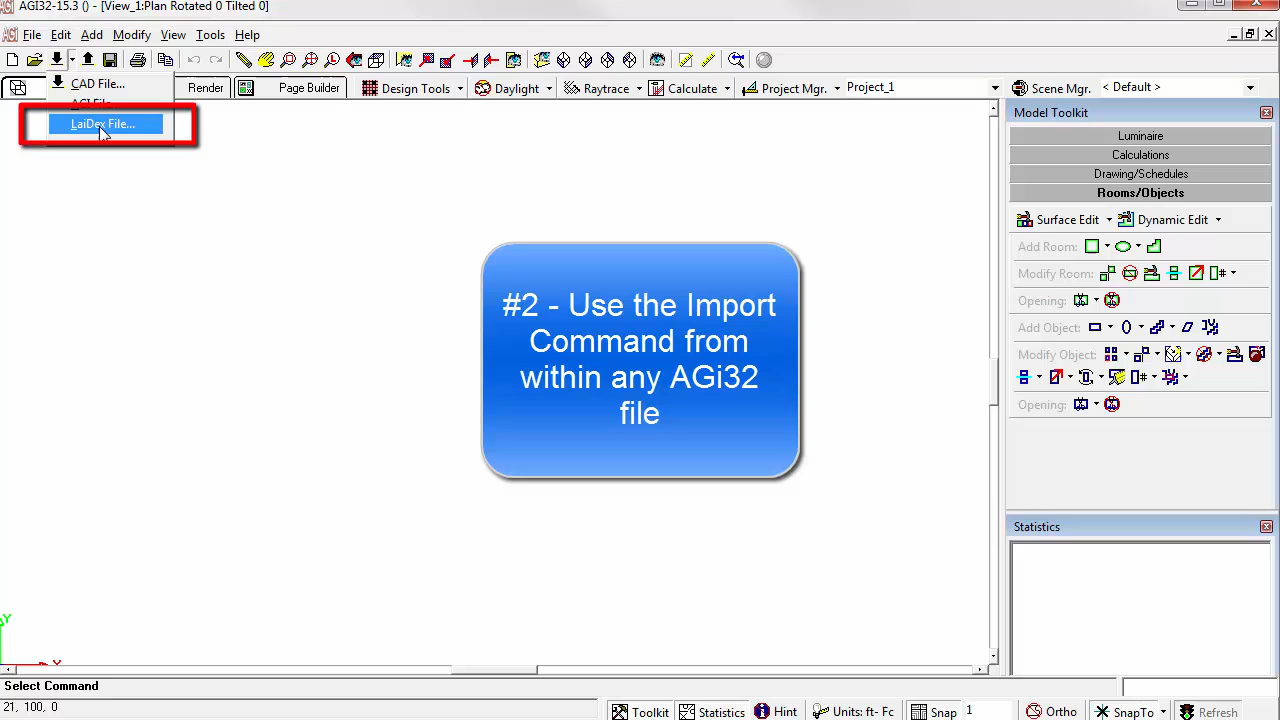 AGI32-15.3 () - [View_1:Plan Rotated 0 Tilted 0]
AGI File Edit Add Modify View Tools Help
Render Page Builder Design Tools Daylight Raytrace Calculate Project Mgr. Project_1 Scene Mgr. < Default >
CAD File...
AGI File...
LaiDex File...
Model Toolkit
Luminaire
Calculations
Drawing/Schedules
Rooms/Objects
Surface Edit Dynamic Edit
Add Room:
Modify Room:
Opening:
Add Object:
Modify Object:
Opening:
#2 - Use the Import
Command from
within any AGi32
file
Statistics
Y
X
Select Command
21, 100, 0
Toolkit Statistics Hint Units: ft- Fc Snap 1 Ortho SnapTo Refresh